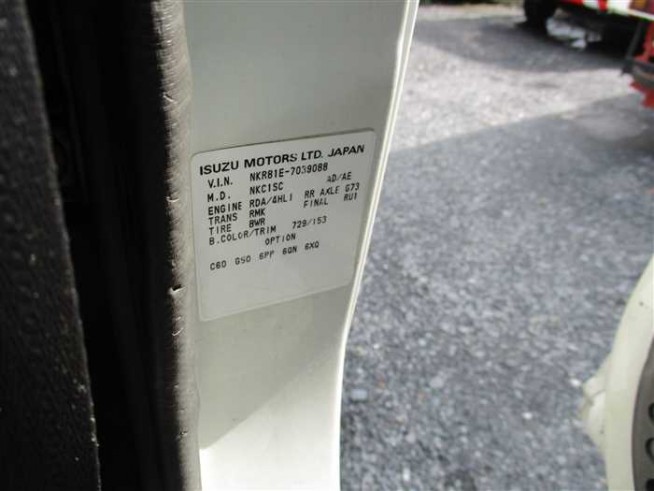 ISUZU MOTORS LTD. JAPAN
V.I.N. NKR81E-7039088
M.D. NKC1SC AD/AE
ENGINE RDA/4HL1 RR AXLE G73
TRANS RMK FINAL RU1
TIRE BWR
B.COLOR/TRIM 729/153
OPTION
C60 G50 6PP 6QN 6XQ